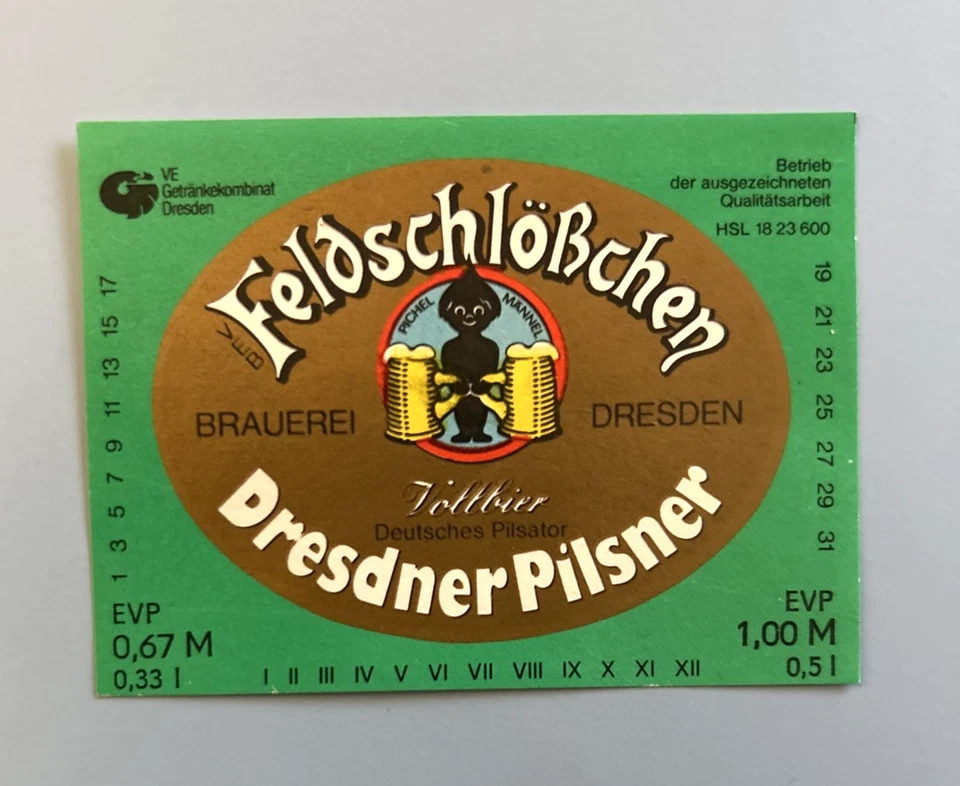 VE
Getränkekombinat
Dresden
Betrieb
der ausgezeichneten
Qualitätsarbeit
HSL 18 23 600
Feldschlößchen
PICHEL MÄNNEL
BRAUEREI DRESDEN
Vollbier
Deutsches Pilsator
Dresdner Pilsner
1 3 5 7 9 11 13 15 17
19 21 23 25 27 29 31
EVP
0,67 M
0,33 l
I II III IV V VI VII VIII IX X XI XII
EVP
1,00 M
0,5 l